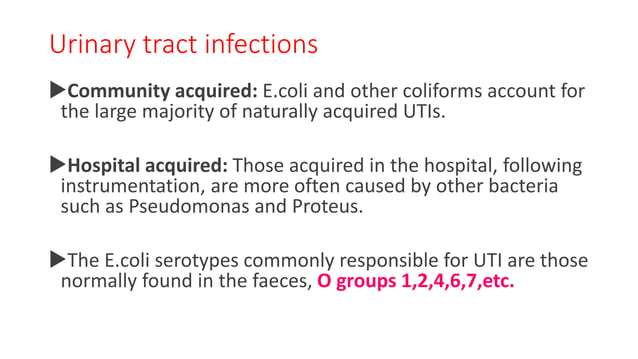 Urinary tract infections
▶Community acquired: E.coli and other coliforms account for
the large majority of naturally acquired UTIs.
▶Hospital acquired: Those acquired in the hospital, following
instrumentation, are more often caused by other bacteria
such as Pseudomonas and Proteus.
▶The E.coli serotypes commonly responsible for UTI are those
normally found in the faeces, O groups 1,2,4,6,7,etc.